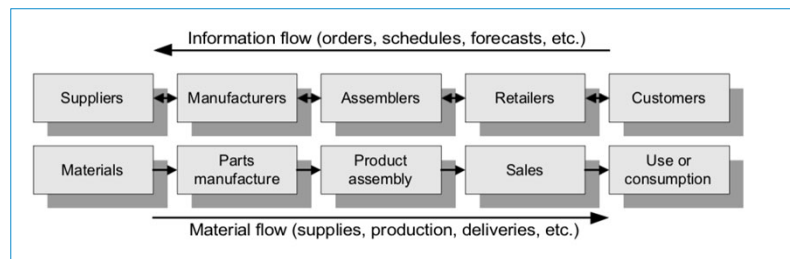 Information flow (orders, schedules, forecasts, etc.)
Suppliers
Manufacturers
Assemblers
Retailers
Customers
Materials
Parts
manufacture
Product
assembly
Sales
Use or
consumption
Material flow (supplies, production, deliveries, etc.)